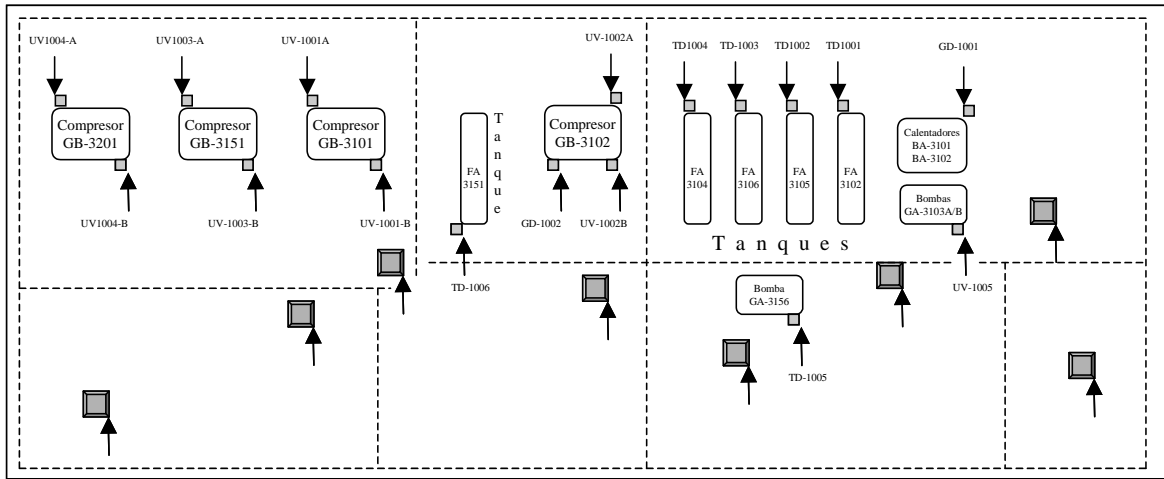 UV1004-A
UV1003-A
UV-1001A
UV-1002A
TD1004
TD-1003
TD1002
TD1001
GD-1001
Compresor
GB-3201
Compresor
GB-3151
Compresor
GB-3101
Tanque
FA
3151
Compresor
GB-3102
FA
3104
FA
3106
FA
3105
FA
3102
Calentadores
BA-3101
BA-3102
Bombas
GA-3103A/B
UV1004-B
UV-1003-B
UV-1001-B
GD-1002
UV-1002B
Tanques
TD-1006
UV-1005
Bomba
GA-3156
TD-1005